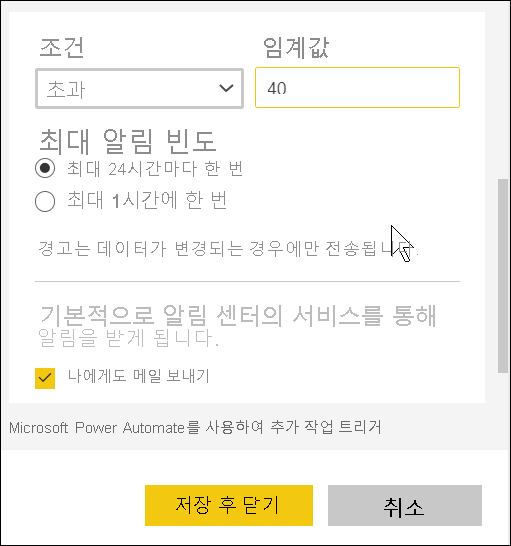 조건 임계값
초과 40
최대 알림 빈도
최대 24시간마다 한 번
최대 1시간에 한 번
경고는 데이터가 변경되는 경우에만 전송됩니다.
기본적으로 알림 센터의 서비스를 통해
알림을 받게 됩니다.
나에게도 메일 보내기
Microsoft Power Automate를 사용하여 추가 작업 트리거
저장 후 닫기 취소